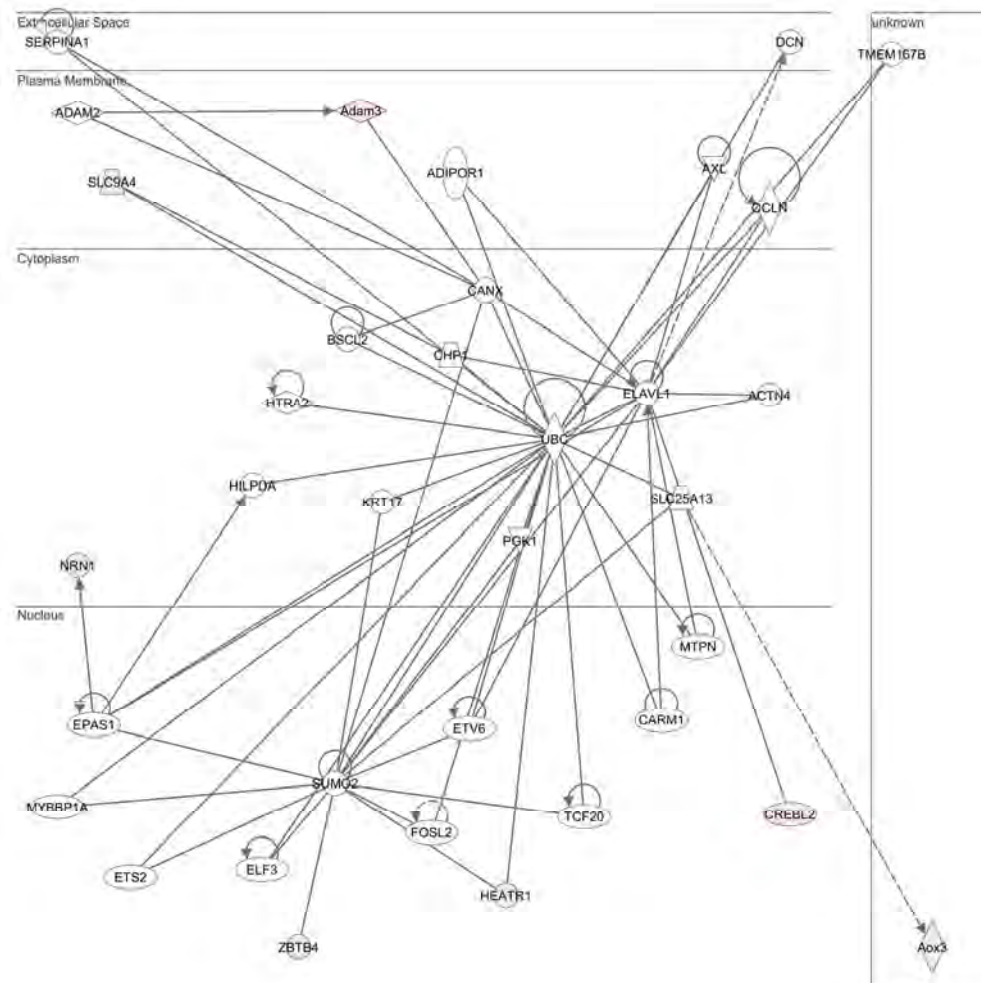 Extracellular Space
unknown
SERPINA1
DCN
TMEM167B
Plasma Membrane
ADAM2
Adam3
SLC9A4
ADIPOR1
AXL
OCLN
Cytoplasm
CANX
BSCL2
CHP1
HTRA2
ELAVL1
ACTN4
UBC
HILPDA
KRT17
SLC25A13
PGK1
NRN1
Nucleus
MTPN
EPAS1
ETV6
CARM1
SUMO2
MYBBP1A
FOSL2
TCF20
CREBL2
ETS2
ELF3
HEATR1
ZBTB4
Aox3